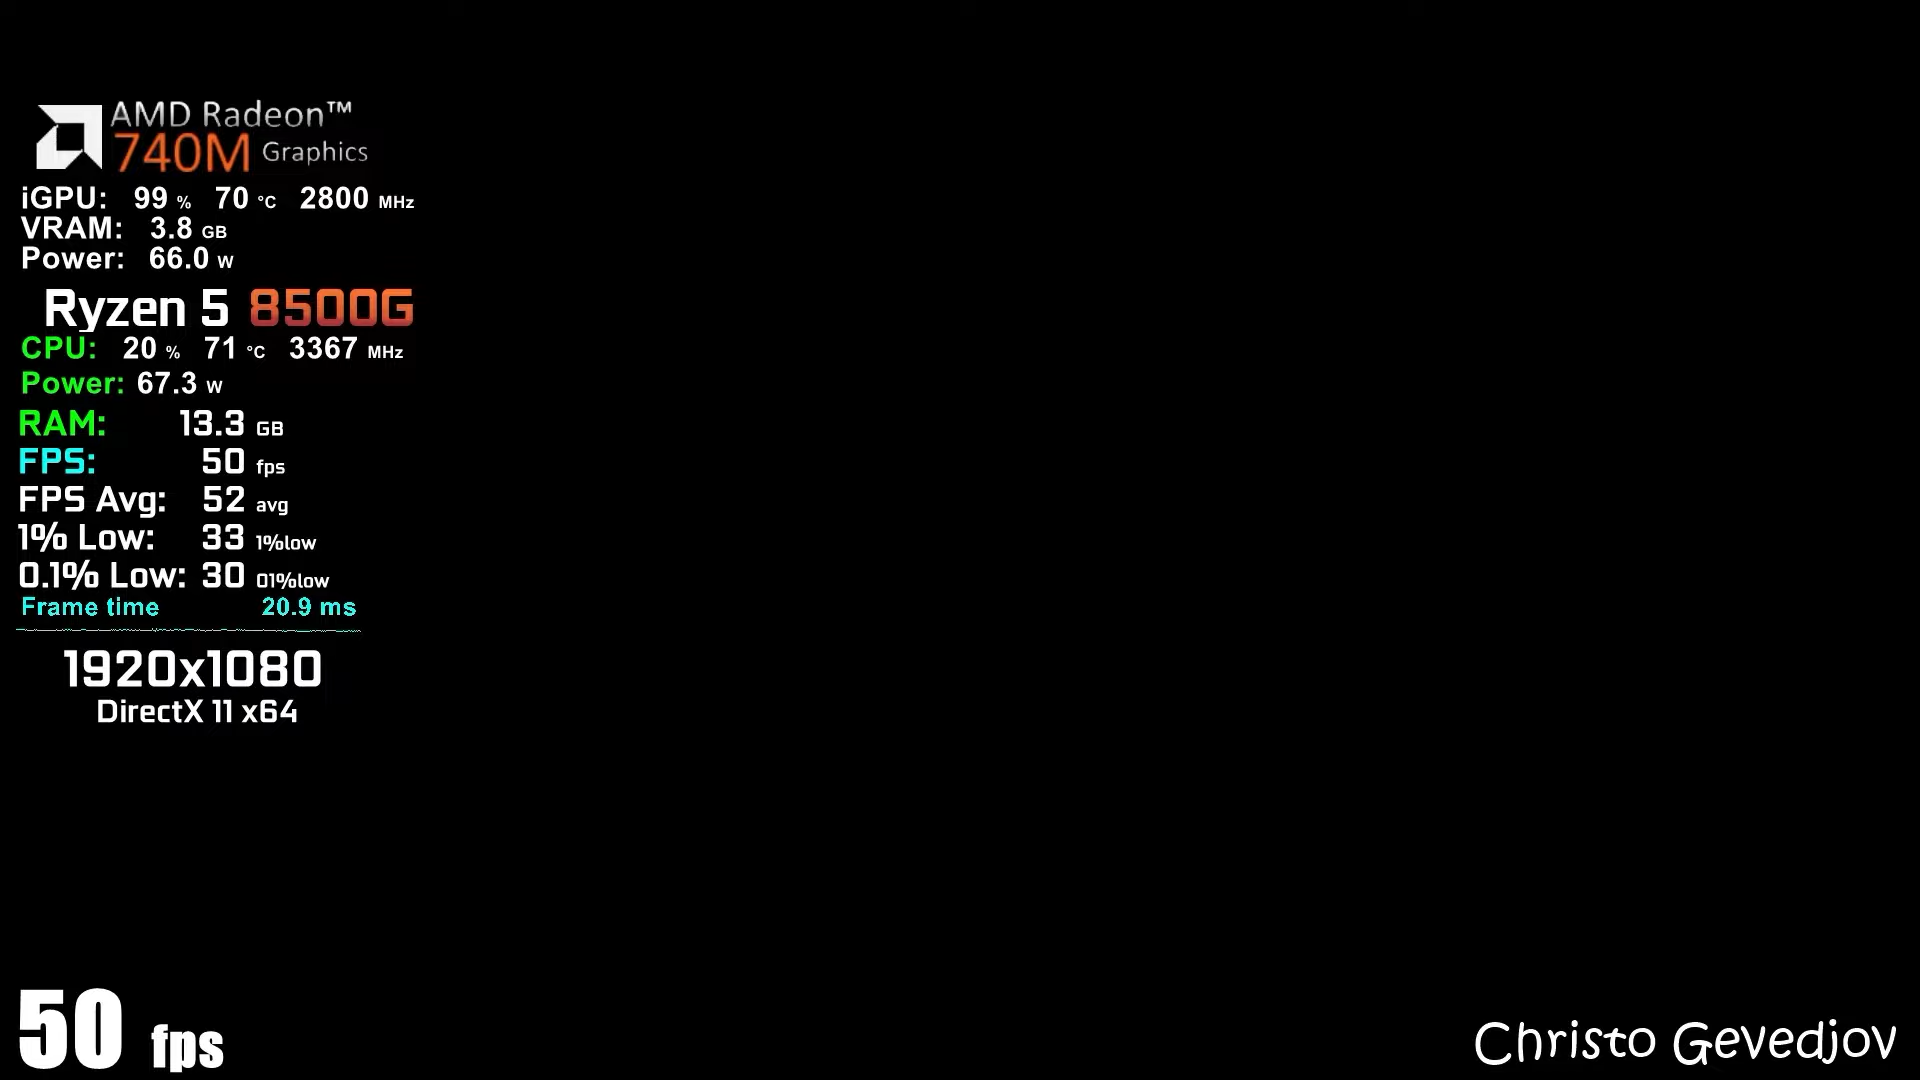 AMD Radeon™
740M Graphics
iGPU: 99 % 70 °C 2800 MHz
VRAM: 3.8 GB
Power: 66.0 W
Ryzen 5 8500G
CPU: 20 % 71 °C 3367 MHz
Power: 67.3 W
RAM: 13.3 GB
FPS: 50 fps
FPS Avg: 52 avg
1% Low: 33 1%low
0.1% Low: 30 01%low
Frame time 20.9 ms
1920x1080
DirectX 11 x64
50 fps
Christo Gevedjov